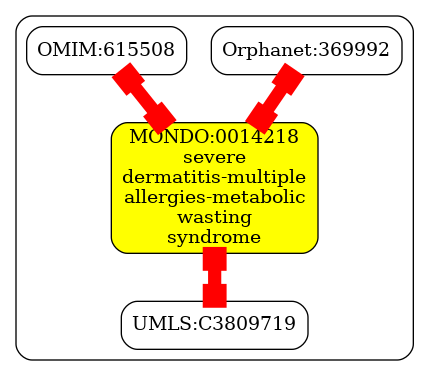 OMIM:615508
Orphanet:369992
MONDO:0014218
severe
dermatitis-multiple
allergies-metabolic
wasting
syndrome
UMLS:C3809719